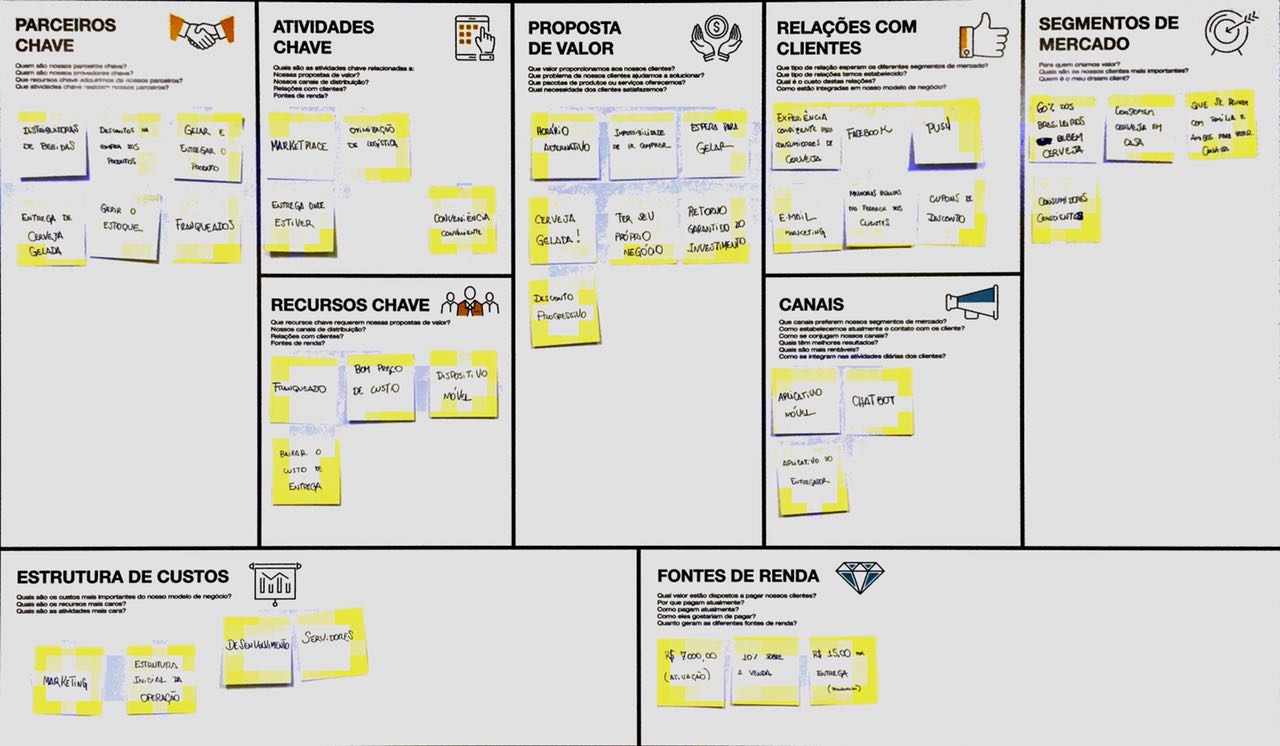 PARCEIROS
CHAVE
Quem são nossos parceiro chave?
Quem são nossos provedores chave?
Que recursos chave adquirimos de nossos parceiros?
Que atividades chave realizam nossos parceiros?
DISTRIBUIDORAS
DE BEBIDAS
DESCONTOS NA
COMPRA DOS
PRODUTOS
GELAR E
ENTREGAR O
PRODUTO
ENTREGA DE
CERVEJA
GELADA
GERIR O
ESTOQUE
FRANQUEADOS
ATIVIDADES
CHAVE
Quais são as atividades chave relacionadas a:
Nossas propostas de valor?
Nossos canais de distribuição?
Relações com clientes?
Fontes de renda?
MARKETPLACE
OTIMIZAÇÃO
DE LOGÍSTICA
ENTREGA ONDE
ESTIVER
CONVENIÊNCIA
CONVENIENTE
RECURSOS CHAVE
Que recursos chave requerem nossas propostas de valor?
Nossos canais de distribuição?
Relações com clientes?
Fontes de renda?
FRANQUEADO
BOM PREÇO
DE CUSTO
DISPOSITIVO
MÓVEL
BAIXAR O
CUSTO DE
ENTREGA
PROPOSTA
DE VALOR
Que valor proporcionamos aos nossos clientes?
Que problema de nossos clientes ajudamos a solucionar?
Que pacotes de produtos ou serviços oferecemos?
Qual necessidade dos clientes satisfazemos?
HORÁRIO
ALTERNATIVO
IMPOSSIBILIDADE
DE IR COMPRAR
ESPERA PARA
GELAR
CERVEJA
GELADA!
TER SEU
PRÓPRIO
NEGÓCIO
RETORNO
GARANTIDO DO
INVESTIMENTO
DESCONTO
PROGRESSIVO
RELAÇÕES COM
CLIENTES
Que tipo de relação esperam os diferentes segmentos de mercado?
Que tipo de relações temos estabelecido?
Qual é o custo destas relações?
Como estão integradas em nosso modelo de negócio?
EXPERIÊNCIA
CONVENIENTE PARA
CONSUMIDORES DE
CERVEJA
FACEBOOK
PUSH
E-MAIL
MARKETING
MELHORIAS
NO FEEDBACK DOS
CLIENTES
CUPONS DE
DISCONTO
CANAIS
Que canais preferem nossos segmentos de mercado?
Como estabelecemos atualmente o contato com os cliente?
Como se conjugam nossos canais?
Quais têm melhores resultados?
Quais são mais rentáveis?
Como se integram nas atividades diárias dos clientes?
APLICATIVO
MÓVEL
CHATBOT
APLICATIVO DO
ENTREGADOR
SEGMENTOS DE
MERCADO
Para quem criamos valor?
Quais são os nossos clientes mais importantes?
Quem é o meu dream client?
60% DOS
BRASILEIROS
BEBEM
CERVEJA
CONSOMEM
CERVEJA EM
CASA
QUE SE REUNEM
COM FAMÍLIA E
AMIGOS PARA BEBER
CERVEJA
CONSUMIDORES
CONSCIENTES
ESTRUTURA DE CUSTOS
Quais são os custos mais importantes do nosso modelo de negócio?
Quais são os recursos mais caros?
Quais são as atividades mais cara?
MARKETING
ESTRUTURA
INICIAL DA
OPERAÇÃO
DESENVOLVIMENTO
SERVIDORES
FONTES DE RENDA
Qual valor estão dispostos a pagar nossos clientes?
Por que pagam atualmente?
Como pagam atualmente?
Como eles gostariam de pagar?
Quanto geram as diferentes fontes de renda?
R$ 7000,00
(ATIVAÇÃO)
10% SOBRE
A VENDA
R$ 15,00 NA
ENTREGA